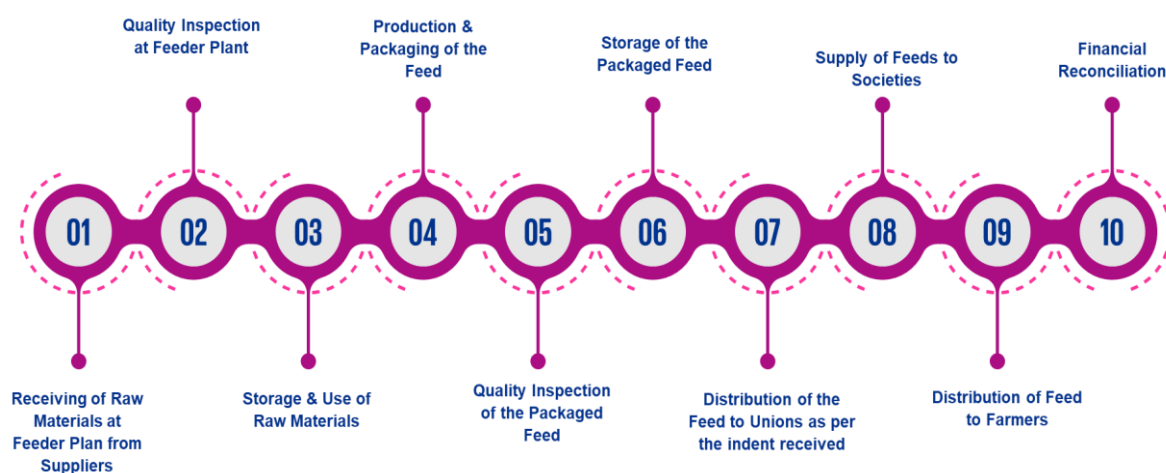 Quality Inspection
at Feeder Plant
Production &
Packaging of the
Feed
Storage of the
Packaged Feed
Supply of Feeds to
Societies
Financial
Reconciliation
01
02
03
04
05
06
07
08
09
10
Receiving of Raw
Materials at
Feeder Plan from
Suppliers
Storage & Use of
Raw Materials
Quality Inspection
of the Packaged
Feed
Distribution of the
Feed to Unions as per
the indent received
Distribution of Feed
to Farmers